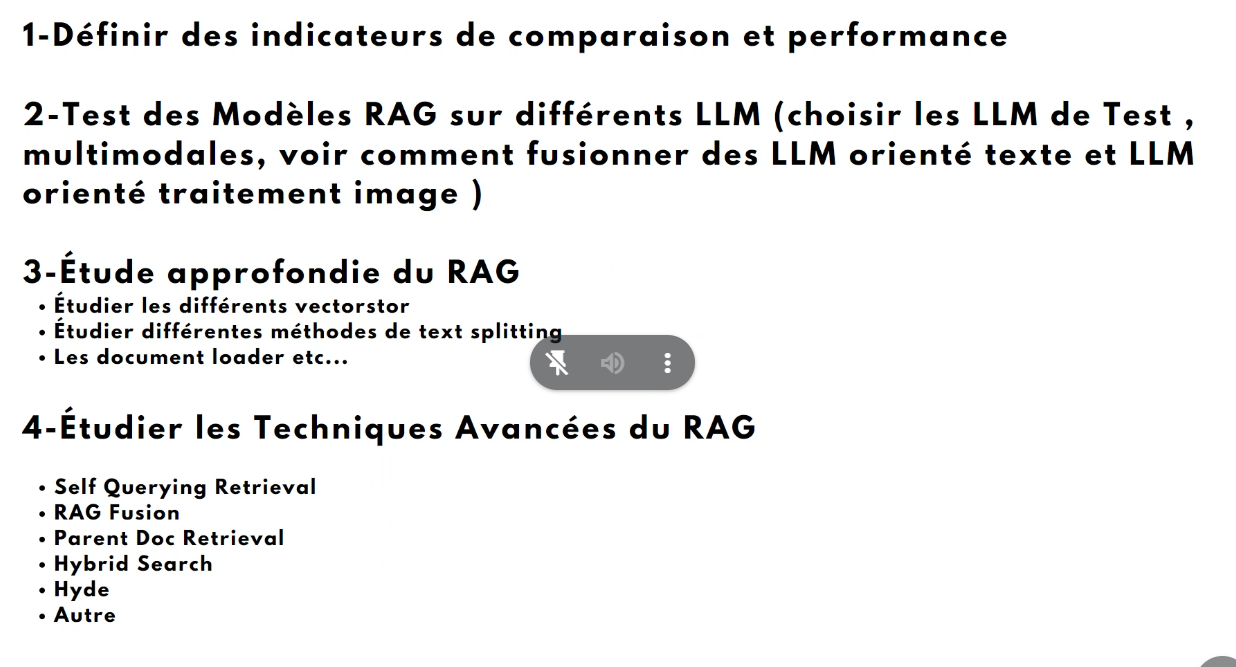 1-Définir des indicateurs de comparaison et performance
2-Test des Modèles RAG sur différents LLM (choisir les LLM de Test ,
multimodales, voir comment fusionner des LLM orienté texte et LLM
orienté traitement image )
3-Étude approfondie du RAG
• Étudier les différents vectorstor
• Étudier différentes méthodes de text splitting
• Les document loader etc...
4-Étudier les Techniques Avancées du RAG
• Self Querying Retrieval
• RAG Fusion
• Parent Doc Retrieval
• Hybrid Search
• Hyde
• Autre